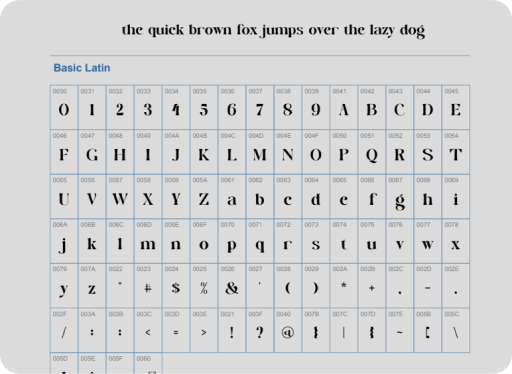 the quick brown fox jumps over the lazy dog
Basic Latin
0030 0031 0032 0033 0034 0035 0036 0037 0038 0039 0041 0042 0043 0044 0045
0 1 2 3 4 5 6 7 8 9 A B C D E
0046 0047 0048 0049 004A 004B 004C 004D 004E 004F 0050 0051 0052 0053 0054
F G H I J K L M N O P Q R S T
0055 0056 0057 0058 0059 005A 0061 0062 0063 0064 0065 0066 0067 0068 0069
U V W X Y Z a b c d e f g h i
006A 006B 006C 006D 006E 006F 0070 0071 0072 0073 0074 0075 0076 0077 0078
j k l m n o p q r s t u v w x
0079 007A 0022 0023 0024 0025 0026 0027 0028 0029 002A 002B 002C 002D 002E
y z " # $ % & ' ( ) * + , - .
002F 003A 003B 003C 003D 003E 0021 003F 0040 007B 007C 007D 007E 005B 005C
/ : ; < = > ! ? @ } | { ~ [ \
005D 005E 005F 0060